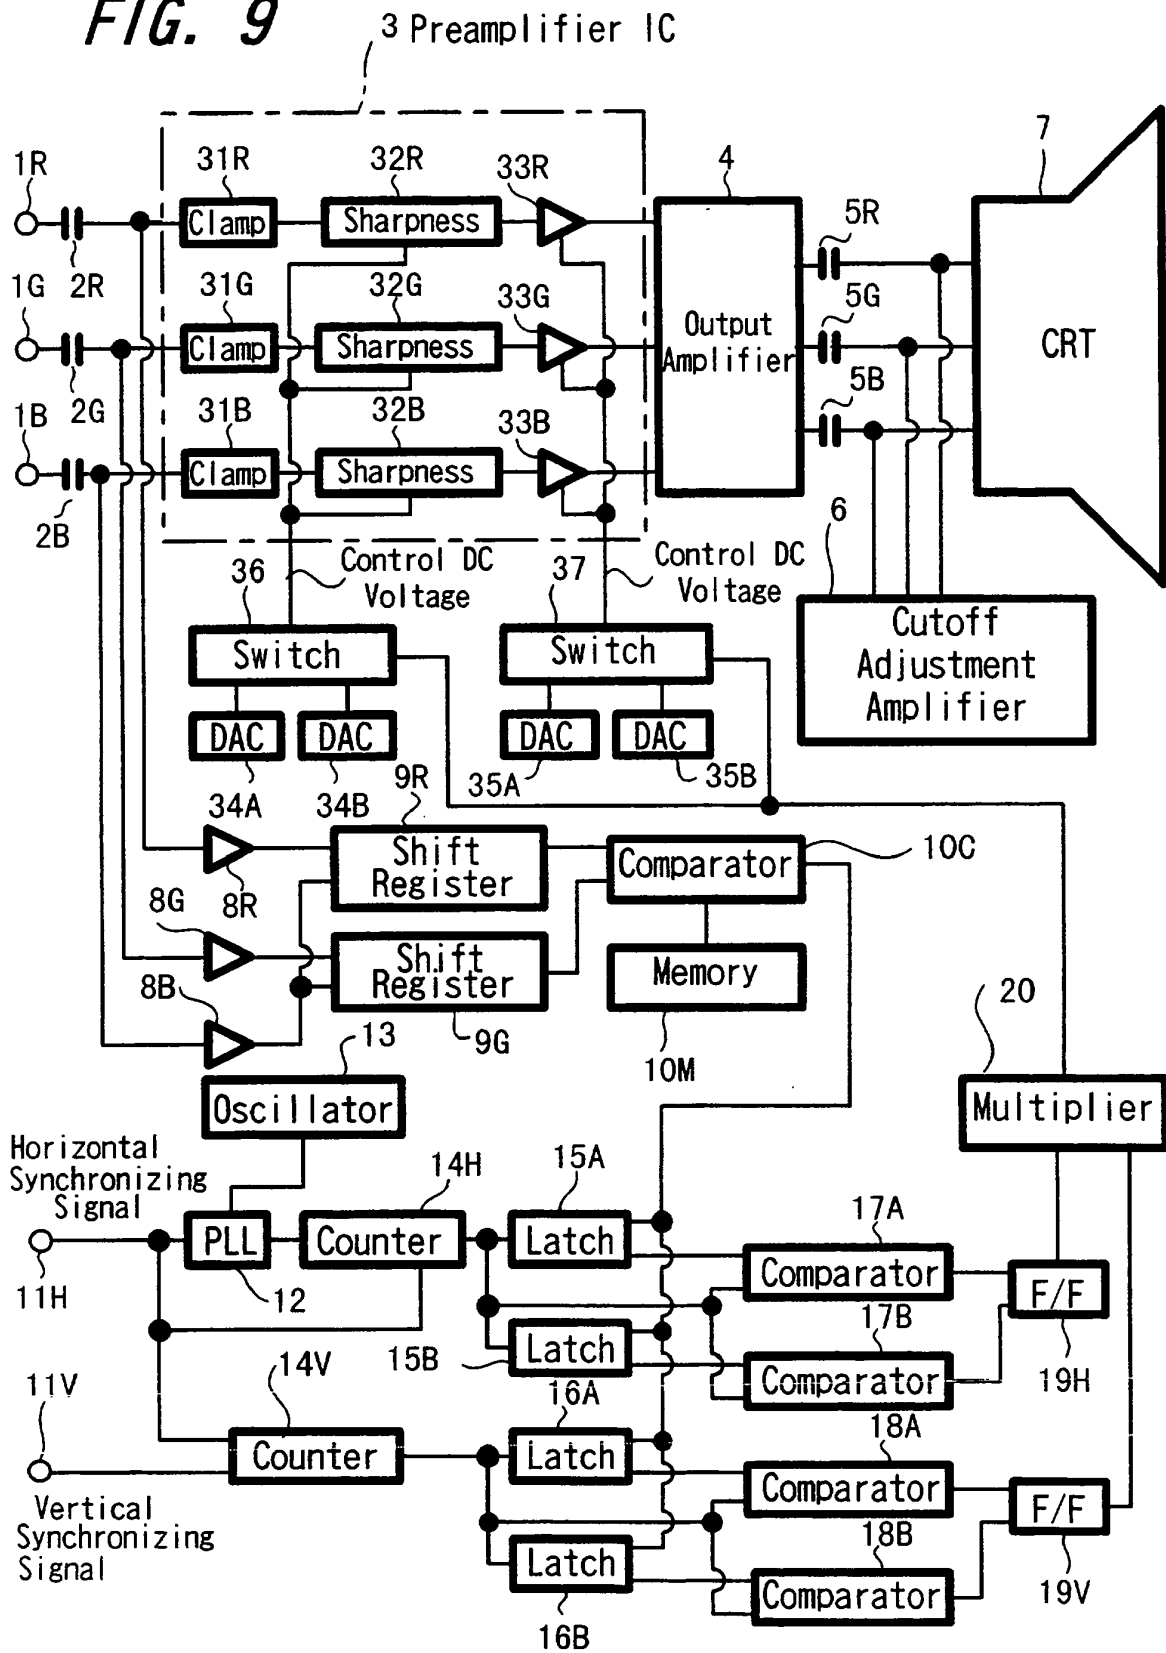 FIG. 9
3 Preamplifier IC
1R
31R
32R
33R
4
7
Clamp
Sharpness
5R
2R
1G
31G
32G
33G
5G
Clamp
Sharpness
Output
Amplifier
CRT
2G
1B
31B
32B
33B
5B
Clamp
Sharpness
2B
6
36
Control DC
Voltage
37
Control DC
Voltage
Switch
Switch
Cutoff
Adjustment
Amplifier
DAC
DAC
DAC
DAC
34A
34B
35A
35B
9R
Shift
Register
Comparator
10C
8R
8G
Shift
Register
Memory
8B
9G
10M
20
13
Oscillator
Multiplier
Horizontal
Synchronizing
Signal
14H
15A
17A
PLL
Counter
Latch
Comparator
F/F
11H
12
17B
Latch
15B
Comparator
19H
14V
11V
16A
18A
Counter
Latch
Comparator
F/F
Vertical
Synchronizing
Signal
18B
Latch
Comparator
19V
16B